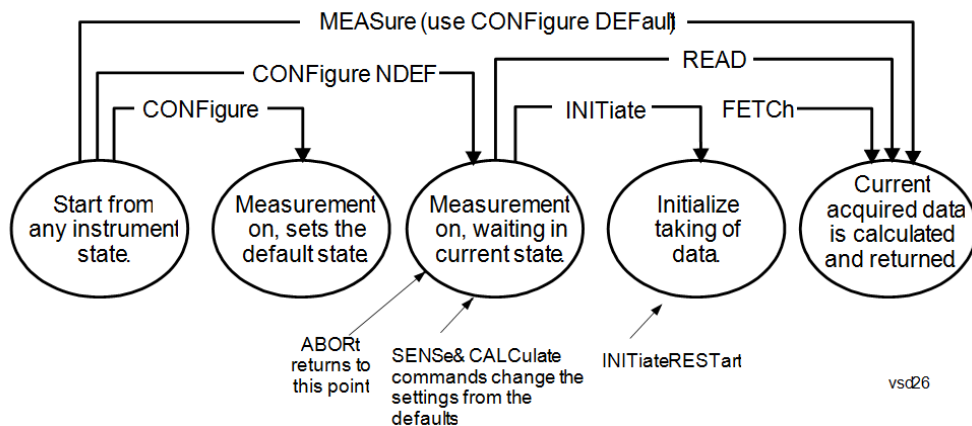 MEASure (use CONFigure DEFault)
CONFigure NDEF
READ
CONFigure
INITiate
FETCh
Start from
any instrument
state.
Measurement
on, sets the
default state.
Measurement
on, waiting in
current state.
Initialize
taking of
data.
Current
acquired data
is calculated
and returned
ABORt
returns to
this point
SENSe& CALCulate
commands change the
settings from the
defaults
INITiateRESTart
vsd26